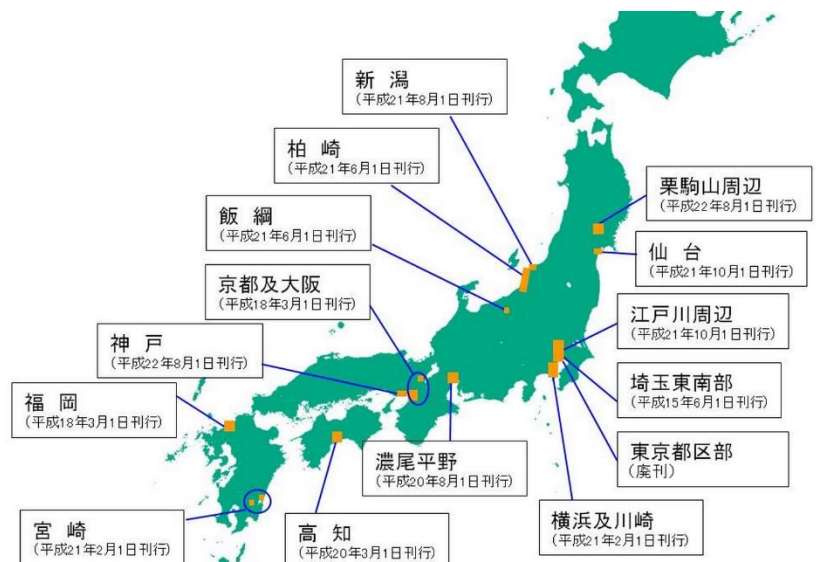 新 潟
（平成21年8月1日刊行）
柏 崎
（平成21年6月1日刊行）
飯 綱
（平成21年6月1日刊行）
京都及大阪
（平成18年3月1日刊行）
神 戸
（平成22年8月1日刊行）
福 岡
（平成18年3月1日刊行）
宮 崎
（平成21年2月1日刊行）
高 知
（平成20年3月1日刊行）
濃尾平野
（平成20年8月1日刊行）
栗駒山周辺
（平成22年8月1日刊行）
仙 台
（平成21年10月1日刊行）
江戸川周辺
（平成21年10月1日刊行）
埼玉東南部
（平成15年6月1日刊行）
東京都区部
（廃刊）
横浜及川崎
（平成21年2月1日刊行）